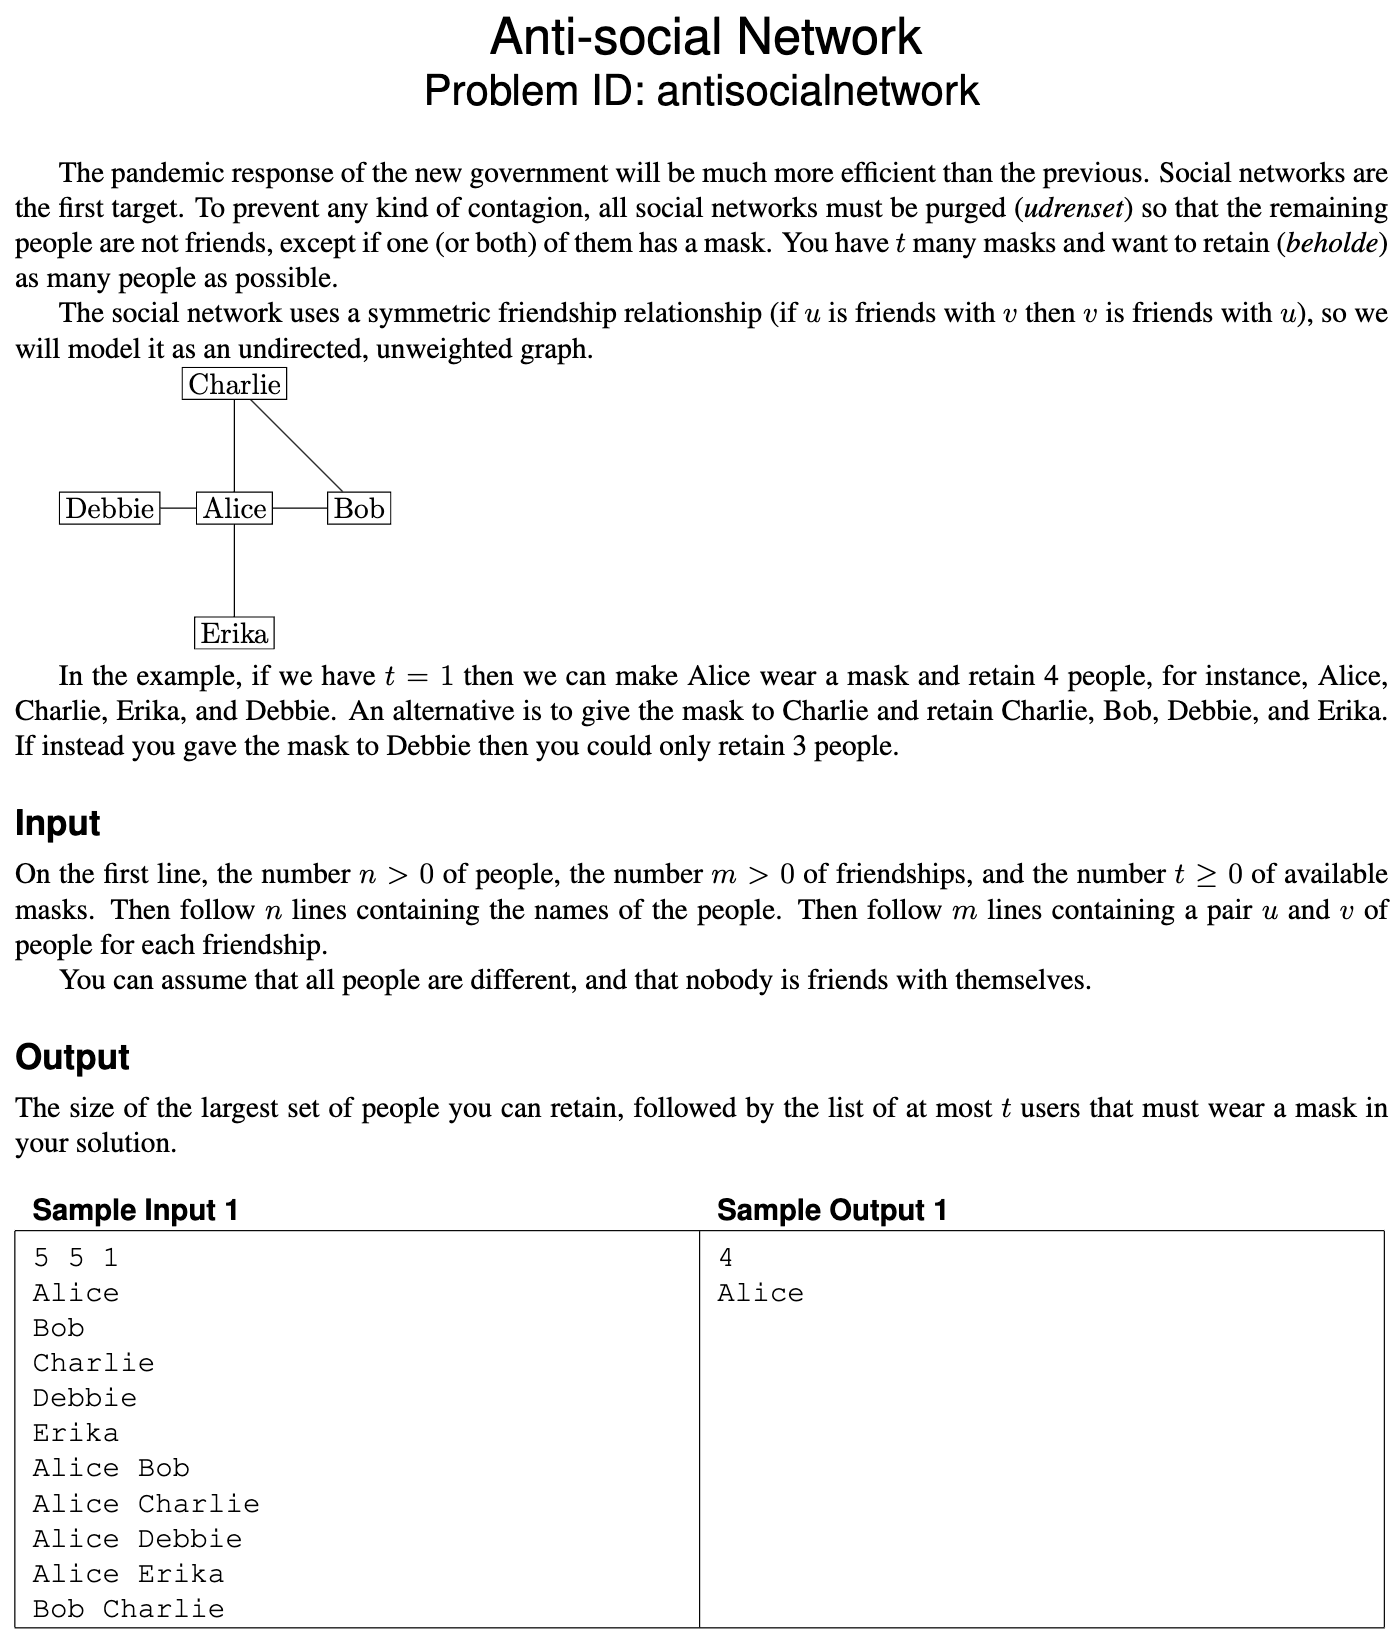 Anti-social Network
Problem ID: antisocialnetwork
The pandemic response of the new government will be much more efficient than the previous. Social networks are
the first target. To prevent any kind of contagion, all social networks must be purged (udrenset) so that the remaining
people are not friends, except if one (or both) of them has a mask. You have t many masks and want to retain (beholde)
as many people as possible.
The social network uses a symmetric friendship relationship (if u is friends with v then v is friends with u), so we
will model it as an undirected, unweighted graph.
Charlie
Debbie Alice Bob
Erika
In the example, if we have t = 1 then we can make Alice wear a mask and retain 4 people, for instance, Alice,
Charlie, Erika, and Debbie. An alternative is to give the mask to Charlie and retain Charlie, Bob, Debbie, and Erika.
If instead you gave the mask to Debbie then you could only retain 3 people.
Input
On the first line, the number n > 0 of people, the number m > 0 of friendships, and the number t ≥ 0 of available
masks. Then follow n lines containing the names of the people. Then follow m lines containing a pair u and v of
people for each friendship.
You can assume that all people are different, and that nobody is friends with themselves.
Output
The size of the largest set of people you can retain, followed by the list of at most t users that must wear a mask in
your solution.
Sample Input 1
5 5 1
Alice
Bob
Charlie
Debbie
Erika
Alice Bob
Alice Charlie
Alice Debbie
Alice Erika
Bob Charlie
Sample Output 1
4
Alice